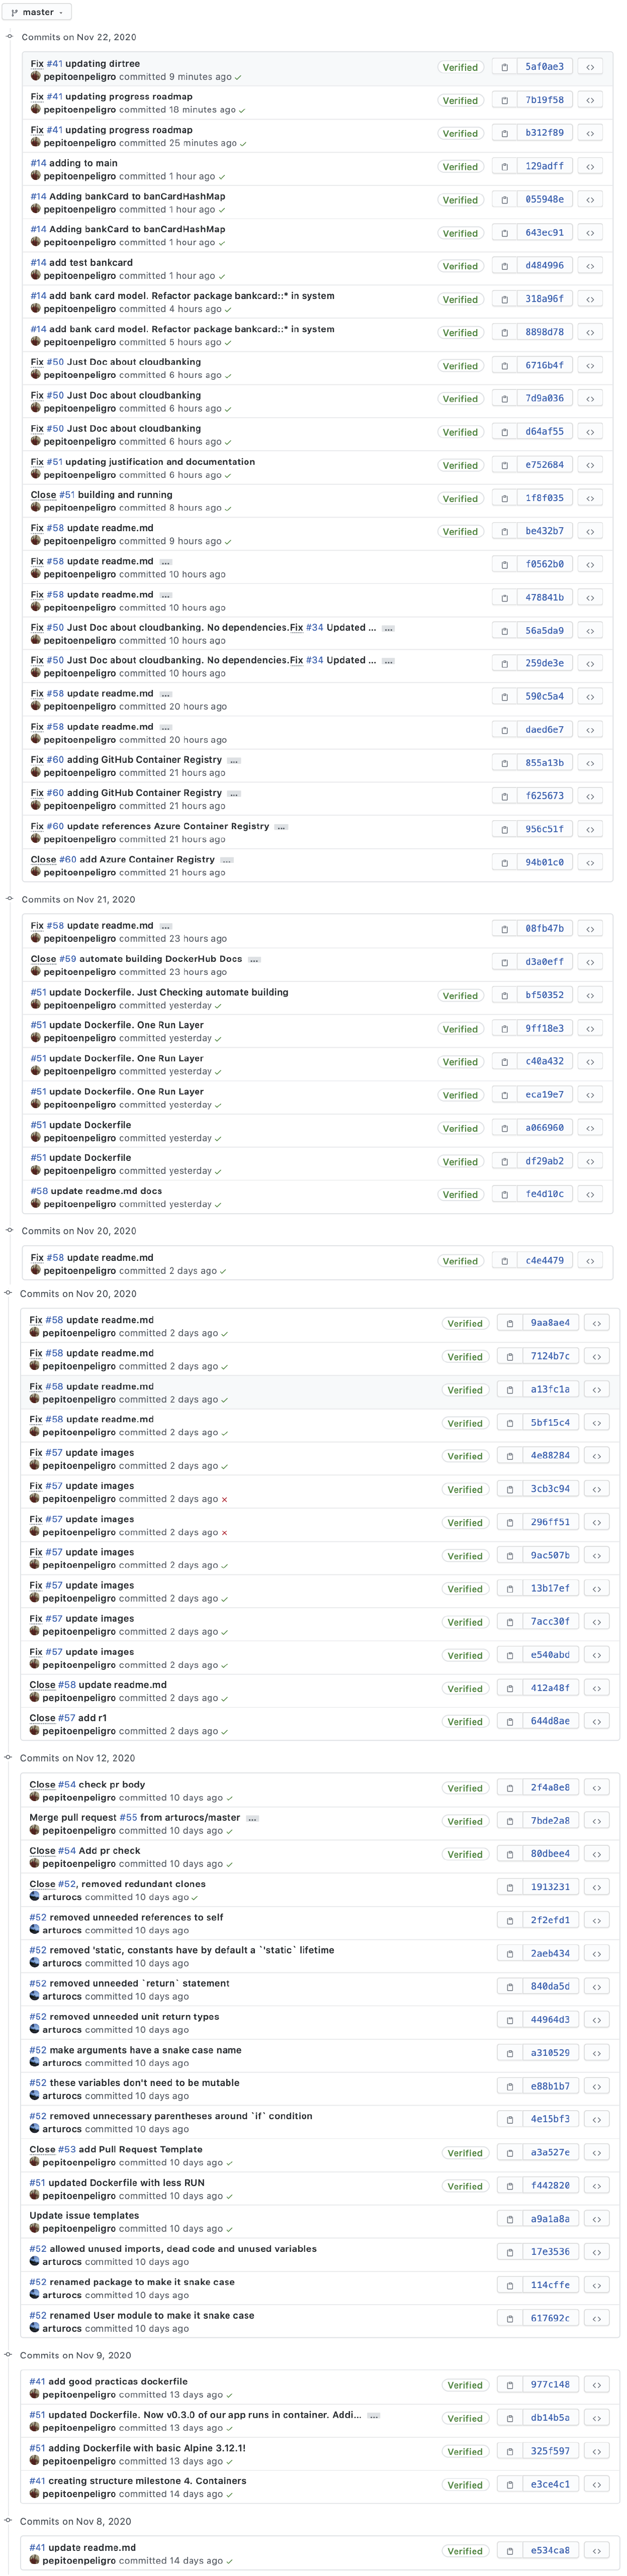 master
Commits on Nov 22, 2020
Fix #41 updating dirtree
pepitoenpeligro committed 9 minutes ago
Verified
5af0ae3
Fix #41 updating progress roadmap
pepitoenpeligro committed 18 minutes ago
Verified
7b19f58
Fix #41 updating progress roadmap
pepitoenpeligro committed 25 minutes ago
Verified
b312f89
#14 adding to main
pepitoenpeligro committed 1 hour ago
Verified
129adff
#14 Adding bankCard to banCardHashMap
pepitoenpeligro committed 1 hour ago
Verified
055948e
#14 Adding bankCard to banCardHashMap
pepitoenpeligro committed 1 hour ago
Verified
643ec91
#14 add test bankcard
pepitoenpeligro committed 1 hour ago
Verified
d484996
#14 add bank card model. Refactor package bankcard::* in system
pepitoenpeligro committed 4 hours ago
Verified
318a96f
#14 add bank card model. Refactor package bankcard::* in system
pepitoenpeligro committed 5 hours ago
Verified
8898d78
Fix #50 Just Doc about cloudbanking
pepitoenpeligro committed 6 hours ago
Verified
6716b4f
Fix #50 Just Doc about cloudbanking
pepitoenpeligro committed 6 hours ago
Verified
7d9a036
Fix #50 Just Doc about cloudbanking
pepitoenpeligro committed 6 hours ago
Verified
d64af55
Fix #51 updating justification and documentation
pepitoenpeligro committed 6 hours ago
Verified
e752684
Close #51 building and running
pepitoenpeligro committed 8 hours ago
Verified
1f8f035
Fix #58 update readme.md
pepitoenpeligro committed 9 hours ago
Verified
be432b7
Fix #58 update readme.md ...
pepitoenpeligro committed 10 hours ago
f0562b0
Fix #58 update readme.md ...
pepitoenpeligro committed 10 hours ago
478841b
Fix #50 Just Doc about cloudbanking. No dependencies.Fix #34 Updated ... ...
pepitoenpeligro committed 10 hours ago
56a5da9
Fix #50 Just Doc about cloudbanking. No dependencies.Fix #34 Updated ... ...
pepitoenpeligro committed 10 hours ago
259de3e
Fix #58 update readme.md ...
pepitoenpeligro committed 20 hours ago
590c5a4
Fix #58 update readme.md ...
pepitoenpeligro committed 20 hours ago
daed6e7
Fix #60 adding GitHub Container Registry ...
pepitoenpeligro committed 21 hours ago
855a13b
Fix #60 adding GitHub Container Registry ...
pepitoenpeligro committed 21 hours ago
f625673
Fix #60 update references Azure Container Registry ...
pepitoenpeligro committed 21 hours ago
956c51f
Close #60 add Azure Container Registry ...
pepitoenpeligro committed 21 hours ago
94b01c0
Commits on Nov 21, 2020
Fix #58 update readme.md ...
pepitoenpeligro committed 23 hours ago
08fb47b
Close #59 automate building DockerHub Docs ...
pepitoenpeligro committed 23 hours ago
d3a0eff
#51 update Dockerfile. Just Checking automate building
pepitoenpeligro committed yesterday
Verified
bf50352
#51 update Dockerfile. One Run Layer
pepitoenpeligro committed yesterday
Verified
9ff18e3
#51 update Dockerfile. One Run Layer
pepitoenpeligro committed yesterday
Verified
c40a432
#51 update Dockerfile. One Run Layer
pepitoenpeligro committed yesterday
Verified
eca19e7
#51 update Dockerfile
pepitoenpeligro committed yesterday
Verified
a066960
#51 update Dockerfile
pepitoenpeligro committed yesterday
Verified
df29ab2
#58 update readme.md docs
pepitoenpeligro committed yesterday
Verified
fe4d10c
Commits on Nov 20, 2020
Fix #58 update readme.md
pepitoenpeligro committed 2 days ago
Verified
c4e4479
Commits on Nov 20, 2020
Fix #58 update readme.md
pepitoenpeligro committed 2 days ago
Verified
9aa8ae4
Fix #58 update readme.md
pepitoenpeligro committed 2 days ago
Verified
7124b7c
Fix #58 update readme.md
pepitoenpeligro committed 2 days ago
Verified
a13fc1a
Fix #58 update readme.md
pepitoenpeligro committed 2 days ago
Verified
5bf15c4
Fix #57 update images
pepitoenpeligro committed 2 days ago
Verified
4e88284
Fix #57 update images
pepitoenpeligro committed 2 days ago
Verified
3cb3c94
Fix #57 update images
pepitoenpeligro committed 2 days ago
Verified
296ff51
Fix #57 update images
pepitoenpeligro committed 2 days ago
Verified
9ac507b
Fix #57 update images
pepitoenpeligro committed 2 days ago
Verified
13b17ef
Fix #57 update images
pepitoenpeligro committed 2 days ago
Verified
7acc30f
Fix #57 update images
pepitoenpeligro committed 2 days ago
Verified
e540abd
Close #58 update readme.md
pepitoenpeligro committed 2 days ago
Verified
412a48f
Close #57 add r1
pepitoenpeligro committed 2 days ago
Verified
644d8ae
Commits on Nov 12, 2020
Close #54 check pr body
pepitoenpeligro committed 10 days ago
Verified
2f4a8e8
Merge pull request #55 from arturocs/master ...
pepitoenpeligro committed 10 days ago
Verified
7bde2a8
Close #54 Add pr check
pepitoenpeligro committed 10 days ago
Verified
80dbee4
Close #52, removed redundant clones
arturocs committed 10 days ago
1913231
#52 removed unneeded references to self
arturocs committed 10 days ago
2f2efd1
#52 removed 'static, constants have by default a `'static` lifetime
arturocs committed 10 days ago
2aeb434
#52 removed unneeded `return` statement
arturocs committed 10 days ago
840da5d
#52 removed unneeded unit return types
arturocs committed 10 days ago
44964d3
#52 make arguments have a snake case name
arturocs committed 10 days ago
a310529
#52 these variables don't need to be mutable
arturocs committed 10 days ago
e88b1b7
#52 removed unnecessary parentheses around `if` condition
arturocs committed 10 days ago
4e15bf3
Close #53 add Pull Request Template
pepitoenpeligro committed 10 days ago
Verified
a3a527e
#51 updated Dockerfile with less RUN
pepitoenpeligro committed 10 days ago
Verified
f442820
Update issue templates
pepitoenpeligro committed 10 days ago
a9a1a8a
#52 allowed unused imports, dead code and unused variables
arturocs committed 10 days ago
17e3536
#52 renamed package to make it snake case
arturocs committed 10 days ago
114cffe
#52 renamed User module to make it snake case
arturocs committed 10 days ago
617692c
Commits on Nov 9, 2020
#41 add good practicas dockerfile
pepitoenpeligro committed 13 days ago
Verified
977c148
#51 updated Dockerfile. Now v0.3.0 of our app runs in container. Addi... ...
pepitoenpeligro committed 13 days ago
Verified
db14b5a
#51 adding Dockerfile with basic Alpine 3.12.1!
pepitoenpeligro committed 13 days ago
Verified
325f597
#41 creating structure milestone 4. Containers
pepitoenpeligro committed 14 days ago
Verified
e3ce4c1
Commits on Nov 8, 2020
#41 update readme.md
pepitoenpeligro committed 14 days ago
Verified
e534ca8